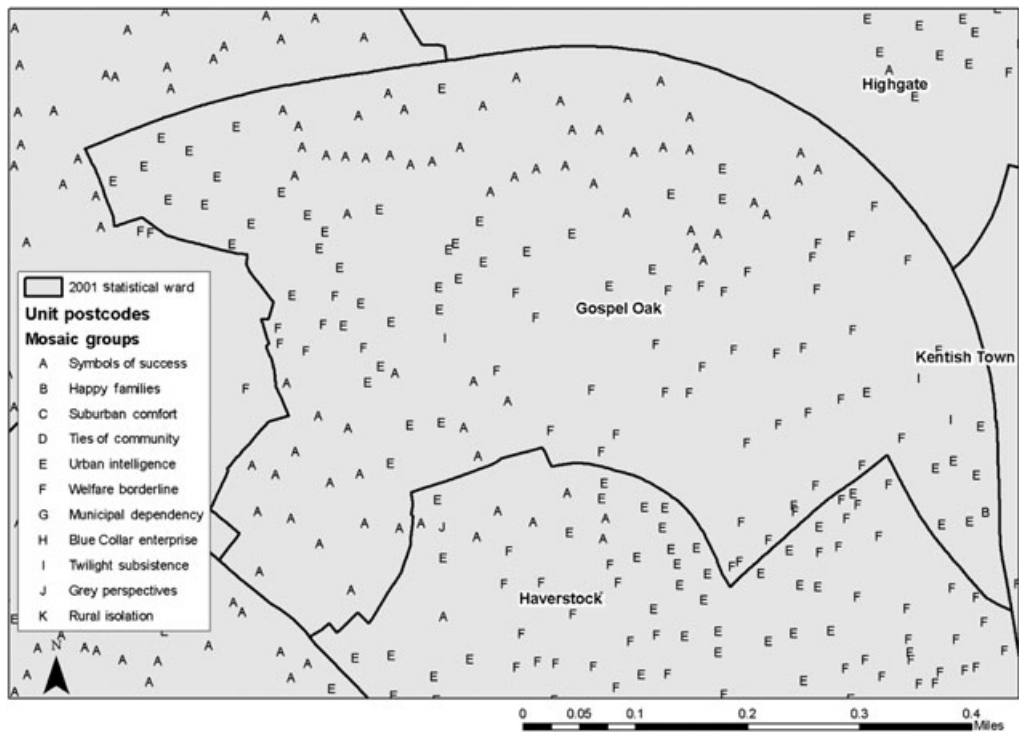 Highgate
Gospel Oak
Kentish Town
Haverstock
2001 Statistical ward
Unit postcodes
Mosaic groups
A Symbols of success
B Happy families
C Suburban comfort
D Ties of community
E Urban intelligence
F Welfare borderline
G Municipal dependency
H Blue Collar enterprise
I Twilight subsistence
J Grey perspectives
K Rural isolation
N
0 0.05 0.1 0.2 0.3 0.4
Miles